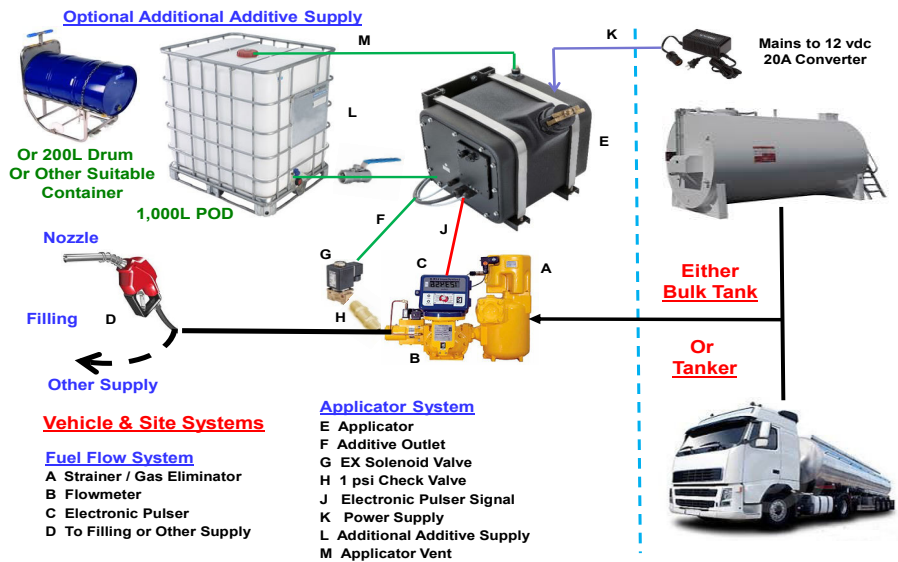 Optional Additional Additive Supply
M
K
Mains to 12 vdc
20A Converter
L
E
Or 200L Drum
Or Other Suitable
Container
1,000L POD
F
J
Nozzle
G
C
A
Either
Bulk Tank
Filling
D
H
B
Or
Tanker
Other Supply
Vehicle & Site Systems
Fuel Flow System
A Strainer / Gas Eliminator
B Flowmeter
C Electronic Pulser
D To Filling or Other Supply
Applicator System
E Applicator
F Additive Outlet
G EX Solenoid Valve
H 1 psi Check Valve
J Electronic Pulser Signal
K Power Supply
L Additional Additive Supply
M Applicator Vent